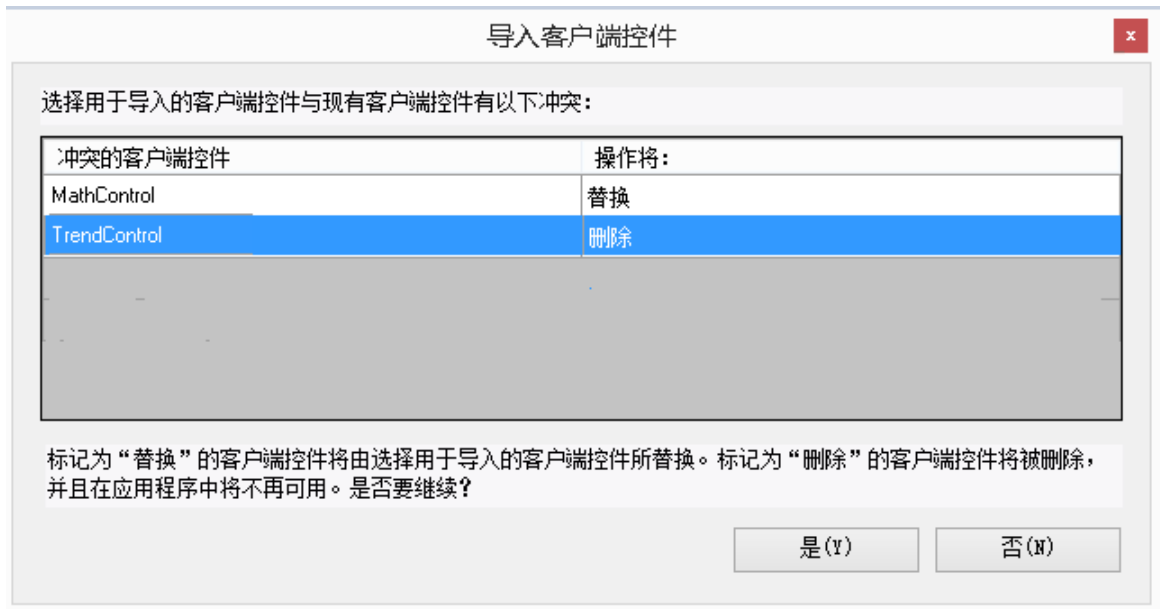 导入客户端控件
x
选择用于导入的客户端控件与现有客户端控件有以下冲突：
冲突的客户端控件 操作将：
MathControl 替换
TrendControl 删除
标记为“替换”的客户端控件将由选择用于导入的客户端控件所替换。标记为“删除”的客户端控件将被删除，
并且在应用程序中将不再可用。是否要继续？
是(Y) 否(N)